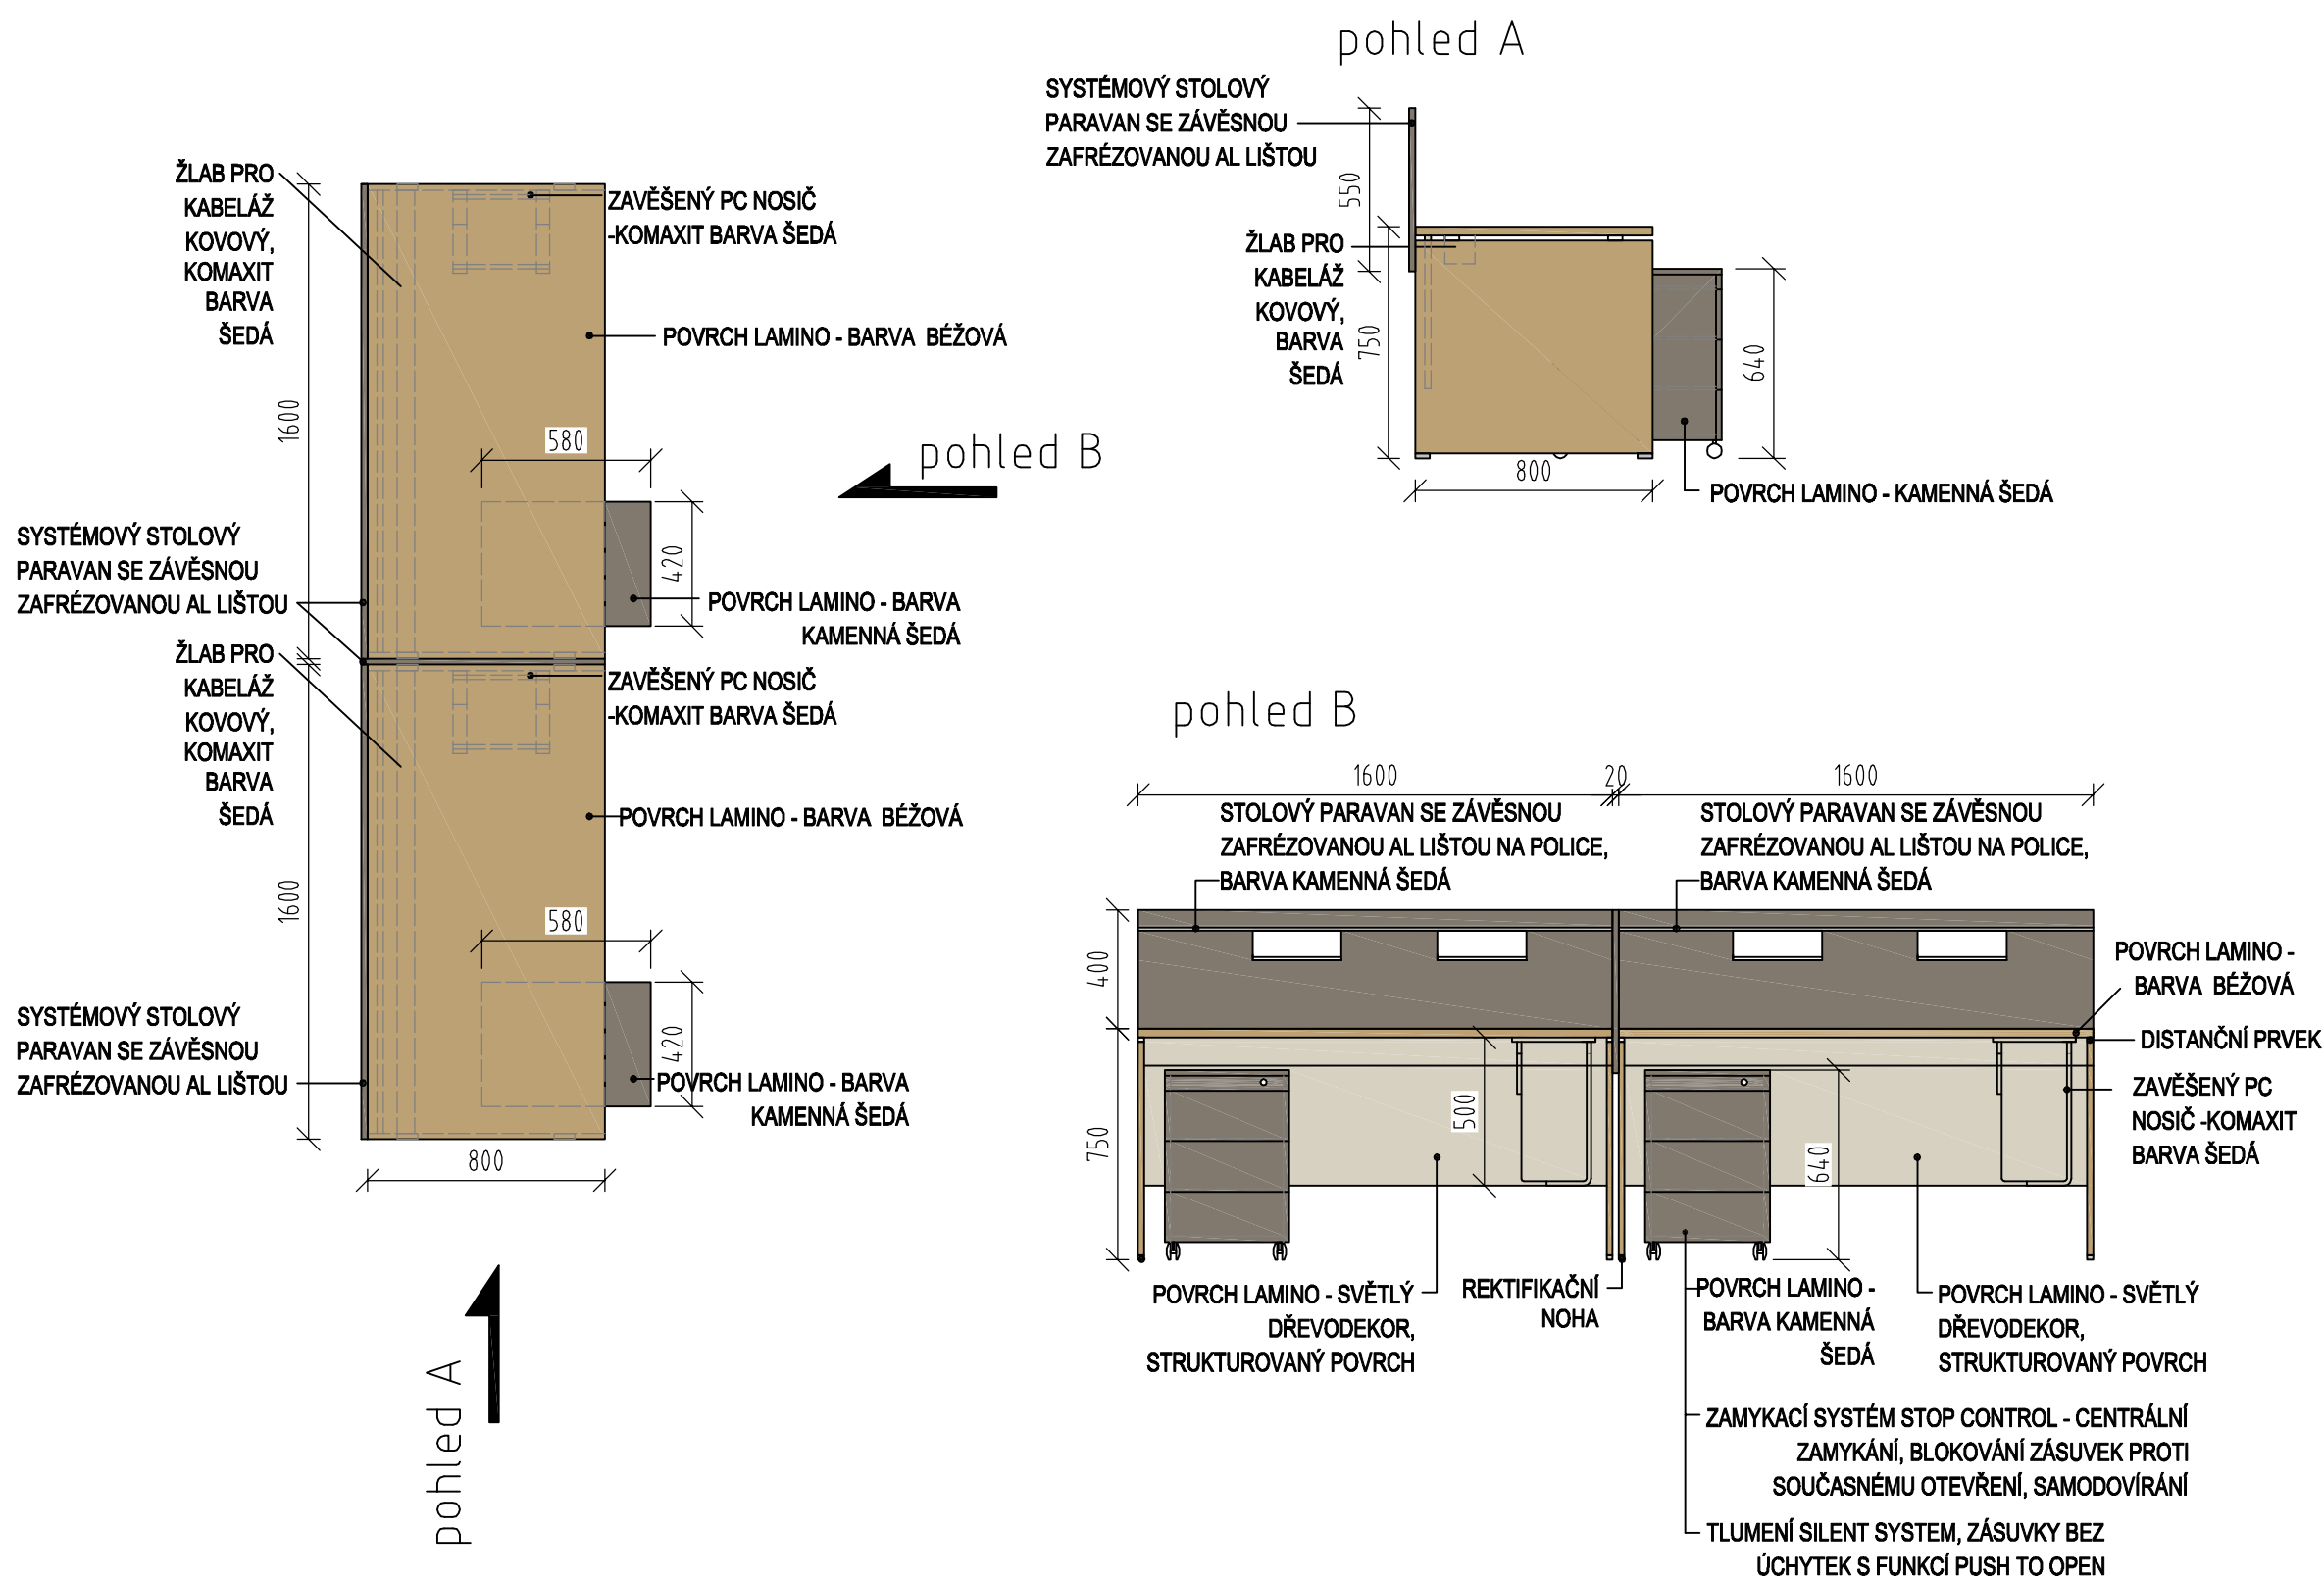 pohled A
SYSTÉMOVÝ STOLOVÝ
PARAVAN SE ZÁVĚSNOU
ZAFRÉZOVANOU AL LIŠTOU
550
ŽLAB PRO
KABELÁŽ
KOVOVÝ,
BARVA
ŠEDÁ
750
640
800
POVRCH LAMINO - KAMENNÁ ŠEDÁ
ŽLAB PRO
KABELÁŽ
KOVOVÝ,
KOMAXIT
BARVA
ŠEDÁ
ZAVĚŠENÝ PC NOSIČ
-KOMAXIT BARVA ŠEDÁ
POVRCH LAMINO - BARVA BÉŽOVÁ
1600
580
pohled B
420
SYSTÉMOVÝ STOLOVÝ
PARAVAN SE ZÁVĚSNOU
ZAFRÉZOVANOU AL LIŠTOU
POVRCH LAMINO - BARVA
KAMENNÁ ŠEDÁ
ŽLAB PRO
KABELÁŽ
KOVOVÝ,
KOMAXIT
BARVA
ŠEDÁ
ZAVĚŠENÝ PC NOSIČ
-KOMAXIT BARVA ŠEDÁ
POVRCH LAMINO - BARVA BÉŽOVÁ
1600
580
420
SYSTÉMOVÝ STOLOVÝ
PARAVAN SE ZÁVĚSNOU
ZAFRÉZOVANOU AL LIŠTOU
POVRCH LAMINO - BARVA
KAMENNÁ ŠEDÁ
800
pohled A
pohled B
1600
20
1600
STOLOVÝ PARAVAN SE ZÁVĚSNOU
ZAFRÉZOVANOU AL LIŠTOU NA POLICE,
BARVA KAMENNÁ ŠEDÁ
STOLOVÝ PARAVAN SE ZÁVĚSNOU
ZAFRÉZOVANOU AL LIŠTOU NA POLICE,
BARVA KAMENNÁ ŠEDÁ
400
750
500
640
POVRCH LAMINO -
BARVA BÉŽOVÁ
DISTANČNÍ PRVEK
ZAVĚŠENÝ PC
NOSIČ -KOMAXIT
BARVA ŠEDÁ
POVRCH LAMINO - SVĚTLÝ
DŘEVODEKOR,
STRUKTUROVANÝ POVRCH
REKTIFIKAČNÍ
NOHA
POVRCH LAMINO -
BARVA KAMENNÁ
ŠEDÁ
POVRCH LAMINO - SVĚTLÝ
DŘEVODEKOR,
STRUKTUROVANÝ POVRCH
ZAMYKACÍ SYSTÉM STOP CONTROL - CENTRÁLNÍ
ZAMYKÁNÍ, BLOKOVÁNÍ ZÁSUVEK PROTI
SOUČASNÉMU OTEVŘENÍ, SAMODOVÍRÁNÍ
TLUMENÍ SILENT SYSTEM, ZÁSUVKY BEZ
ÚCHYTEK S FUNKCÍ PUSH TO OPEN